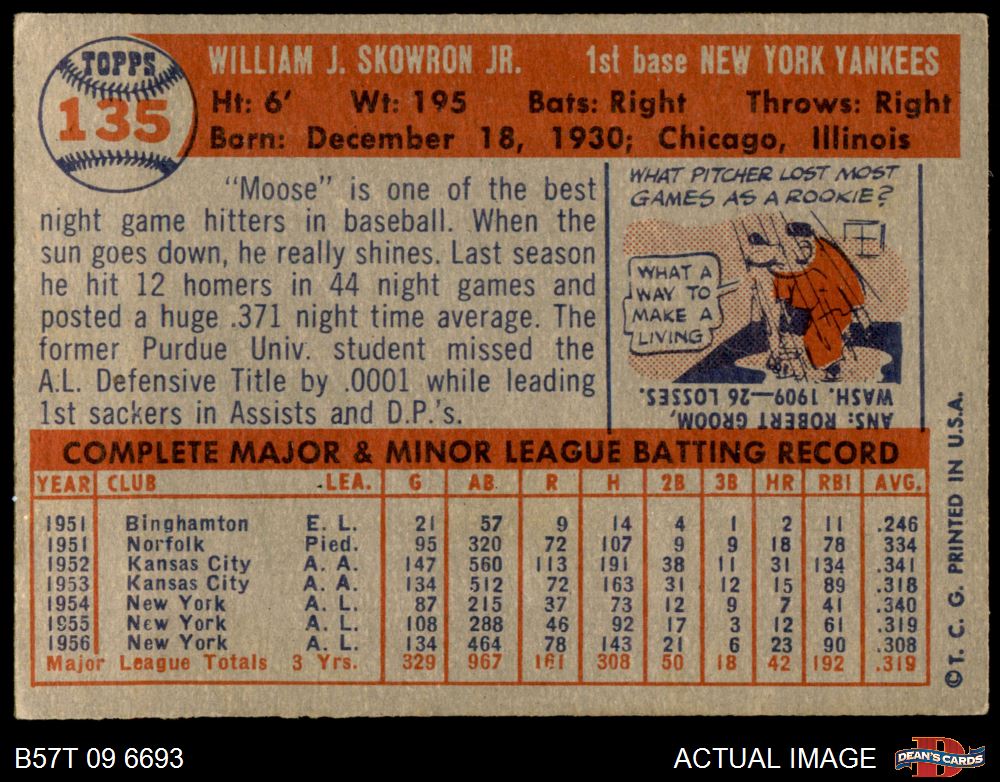 TOPPS
135
WILLIAM J. SKOWRON JR. 1st base NEW YORK YANKEES
Ht: 6' Wt: 195 Bats: Right Throws: Right
Born: December 18, 1930; Chicago, Illinois
"Moose" is one of the best
night game hitters in baseball. When the
sun goes down, he really shines. Last season
he hit 12 homers in 44 night games and
posted a huge .371 night time average. The
former Purdue Univ. student missed the
A.L. Defensive Title by .0001 while leading
1st sackers in Assists and D.P.'s.
WHAT PITCHER LOST MOST
GAMES AS A ROOKIE?
WHAT A
WAY TO
MAKE A
LIVING
ANS: ROBERT GROOM,
WASH. 1909—26 LOSSES.
COMPLETE MAJOR & MINOR LEAGUE BATTING RECORD
YEAR CLUB LEA. G AB R H 2B 3B HR RBI AVG.
1951 Binghamton E. L. 21 57 9 14 4 1 2 11 .246
1951 Norfolk Pied. 95 320 72 107 9 9 18 78 .334
1952 Kansas City A. A. 147 560 113 191 38 11 31 134 .341
1953 Kansas City A. A. 134 512 72 163 31 12 15 89 .318
1954 New York A. L. 87 215 37 73 12 9 7 41 .340
1955 New York A. L. 108 288 46 92 17 3 12 61 .319
1956 New York A. L. 134 464 78 143 21 6 23 90 .308
Major League Totals 3 Yrs. 329 967 161 308 50 18 42 192 .319
© T. C. G. PRINTED IN U.S.A.
B57T 09 6693 ACTUAL IMAGE DEAN'S CARDS